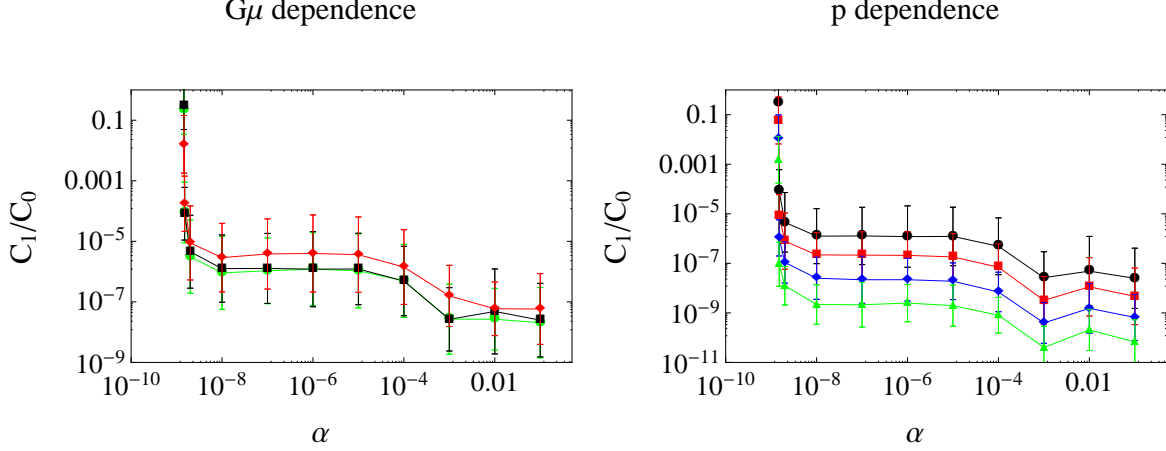 Gμ dependence
0.1
0.001
10⁻⁵
10⁻⁷
10⁻⁹
C₁/C₀
10⁻¹⁰ 10⁻⁸ 10⁻⁶ 10⁻⁴ 0.01
α
p dependence
0.1
0.001
10⁻⁵
10⁻⁷
10⁻⁹
10⁻¹¹
C₁/C₀
10⁻¹⁰ 10⁻⁸ 10⁻⁶ 10⁻⁴ 0.01
α